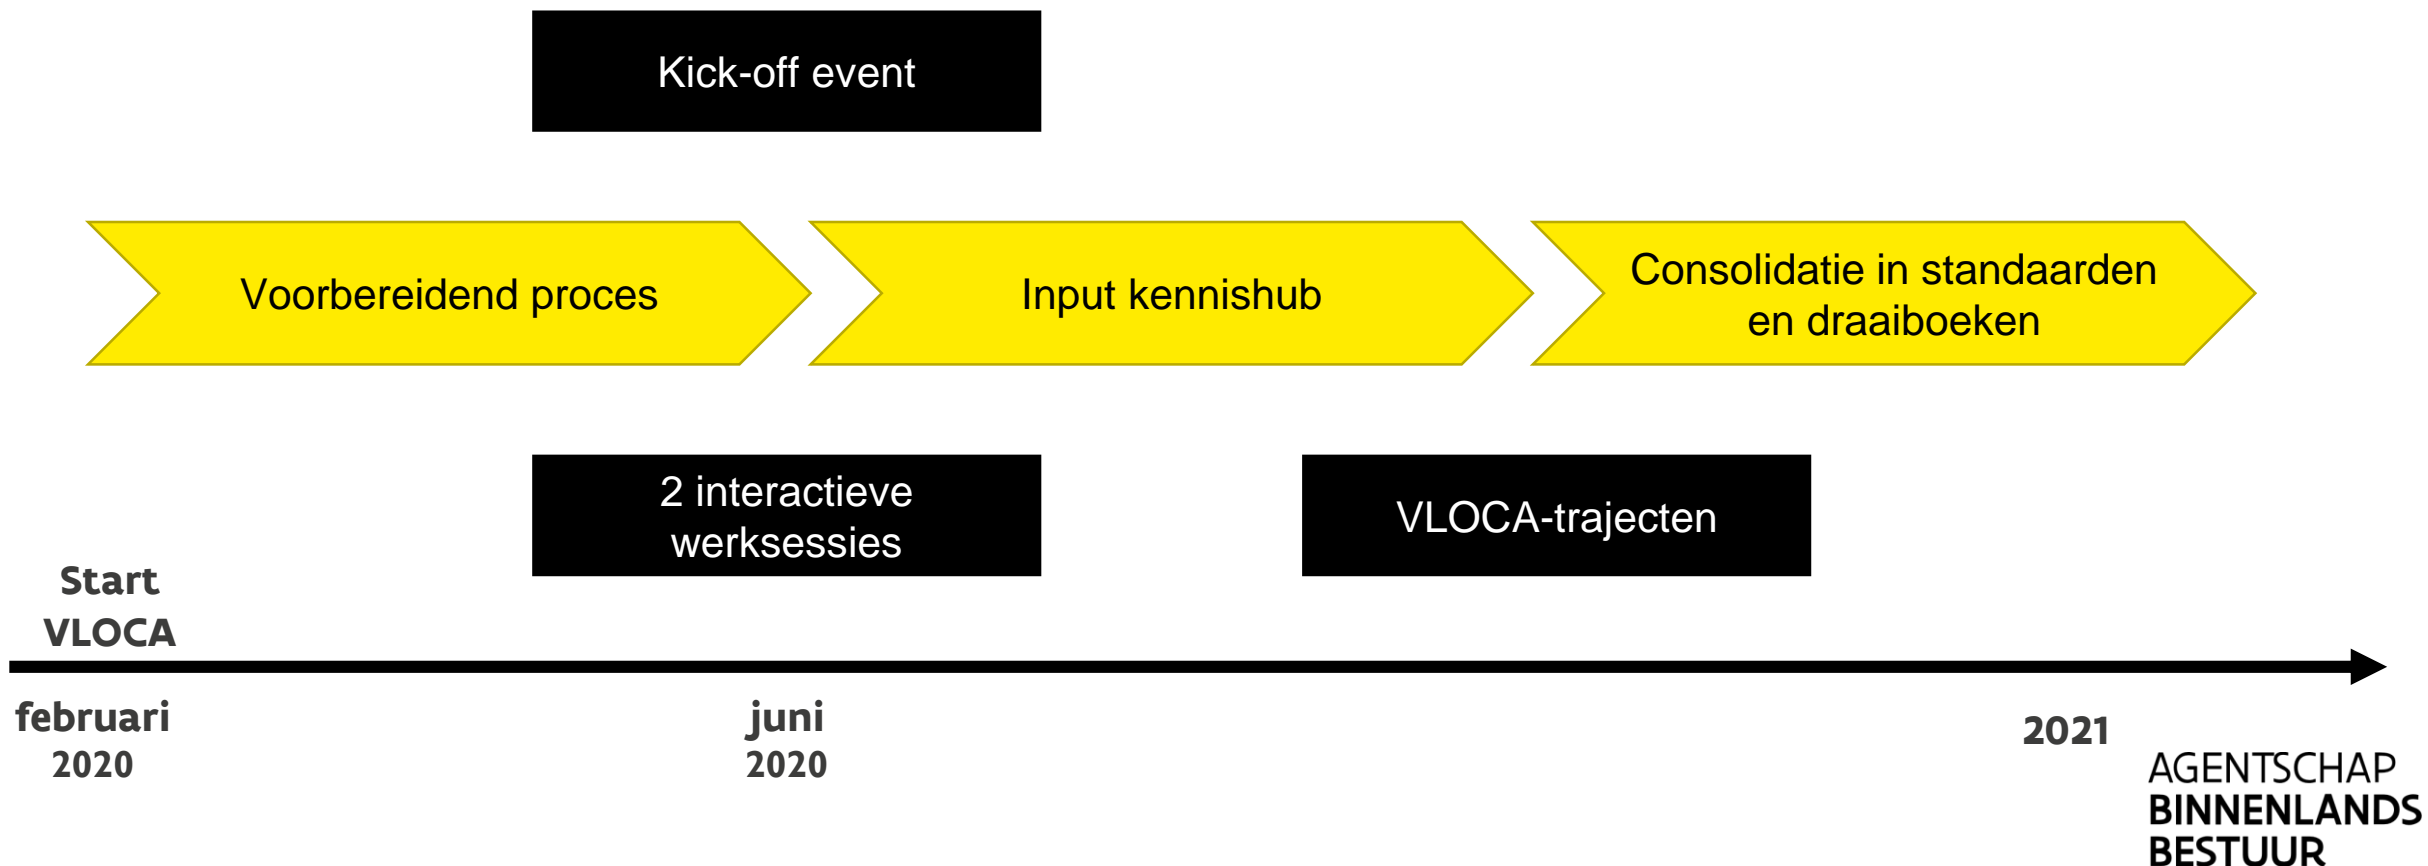 Kick-off event
Voorbereidend proces
Input kennishub
Consolidatie in standaarden
en draaiboeken
2 interactieve
werksessies
VLOCA-trajecten
Start
VLOCA
februari
2020
juni
2020
2021
AGENTSCHAP
BINNENLANDS
BESTUUR